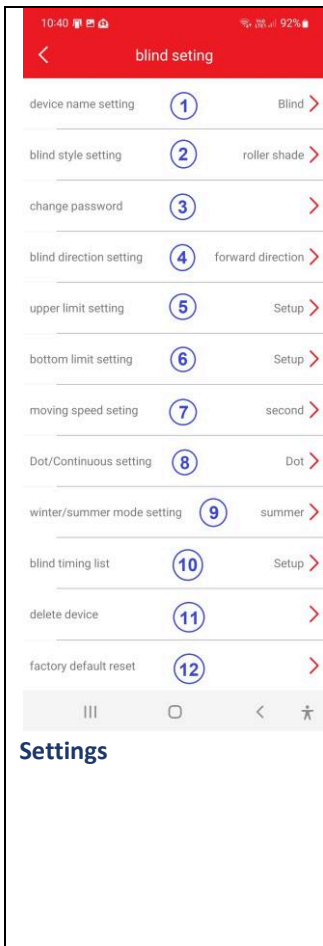 10:40 92%
blind seting
device name setting 1 Blind
blind style setting 2 roller shade
change password 3
blind direction setting 4 forward direction
upper limit setting 5 Setup
bottom limit setting 6 Setup
moving speed seting 7 second
Dot/Continuous setting 8 Dot
winter/summer mode setting 9 summer
blind timing list 10 Setup
delete device 11
factory default reset 12
Settings